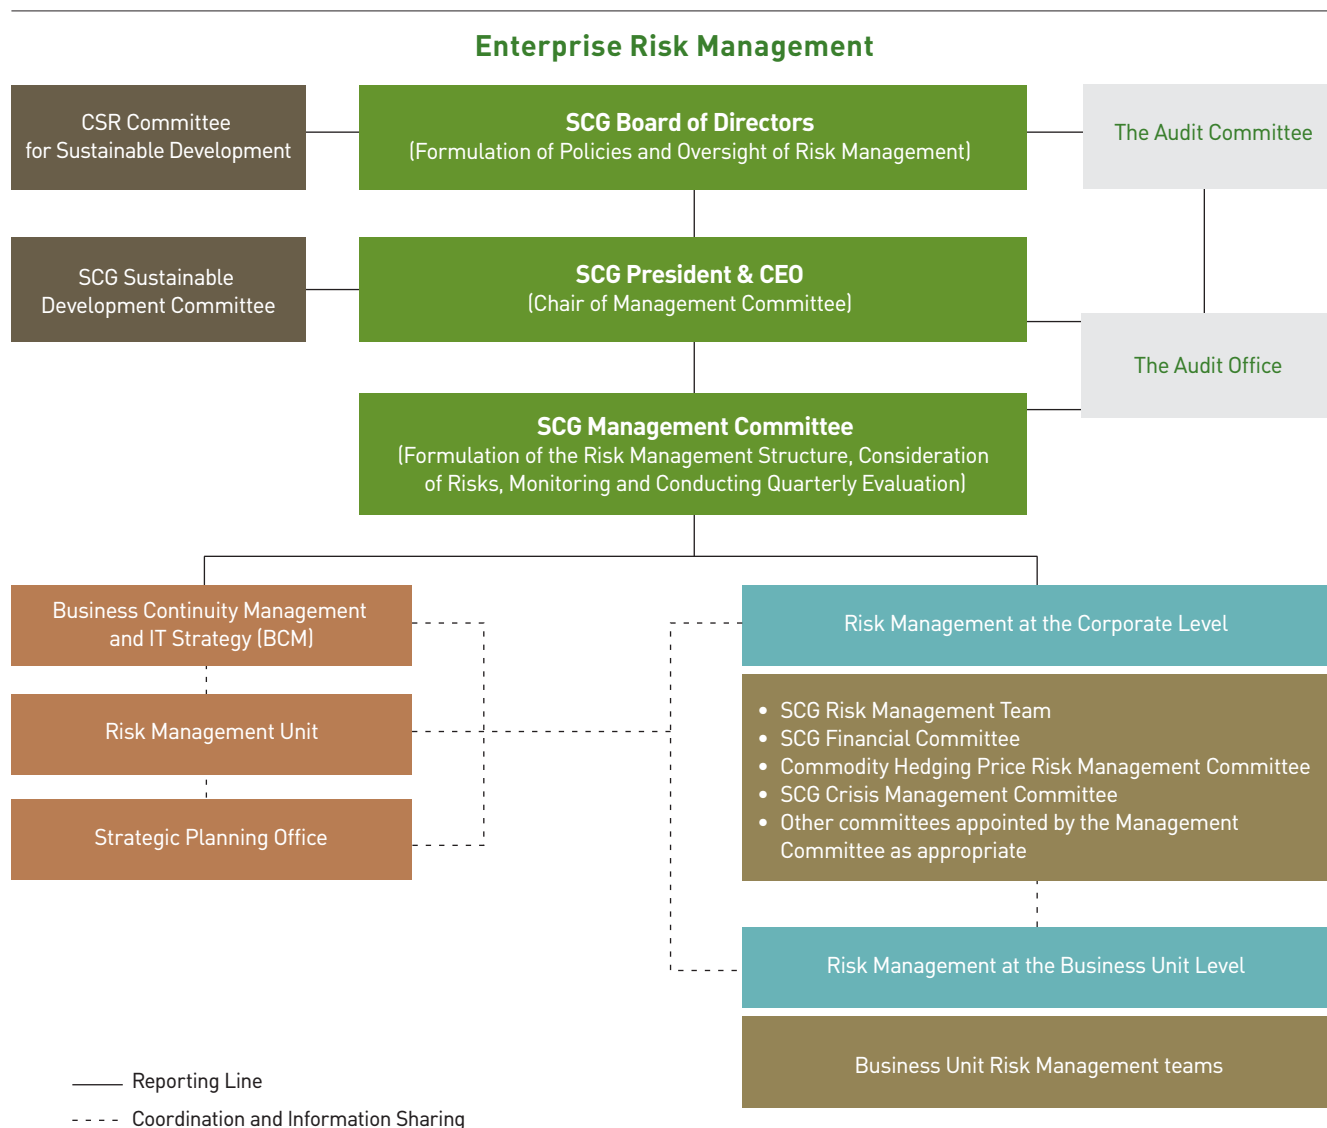 Enterprise Risk Management
CSR Committee
for Sustainable Development
SCG Board of Directors
(Formulation of Policies and Oversight of Risk Management)
The Audit Committee
SCG Sustainable
Development Committee
SCG President & CEO
(Chair of Management Committee)
The Audit Office
SCG Management Committee
(Formulation of the Risk Management Structure, Consideration
of Risks, Monitoring and Conducting Quarterly Evaluation)
Business Continuity Management
and IT Strategy (BCM)
Risk Management Unit
Strategic Planning Office
Risk Management at the Corporate Level
• SCG Risk Management Team
• SCG Financial Committee
• Commodity Hedging Price Risk Management Committee
• SCG Crisis Management Committee
• Other committees appointed by the Management
Committee as appropriate
Risk Management at the Business Unit Level
Business Unit Risk Management teams
Reporting Line
Coordination and Information Sharing